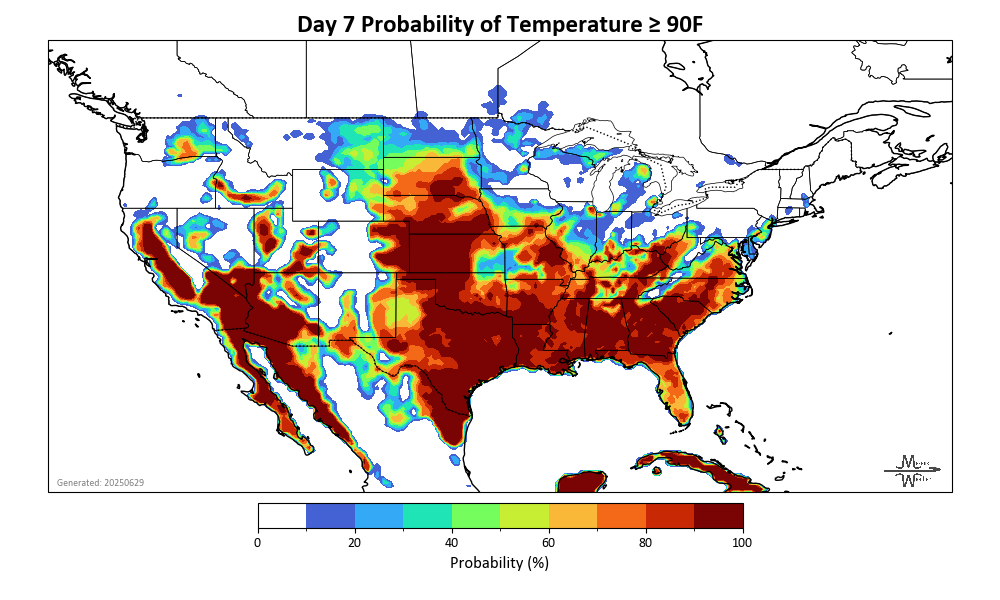 Day 7 Probability of Temperature ≥ 90F
Generated: 20250629
0 20 40 60 80 100
Probability (%)